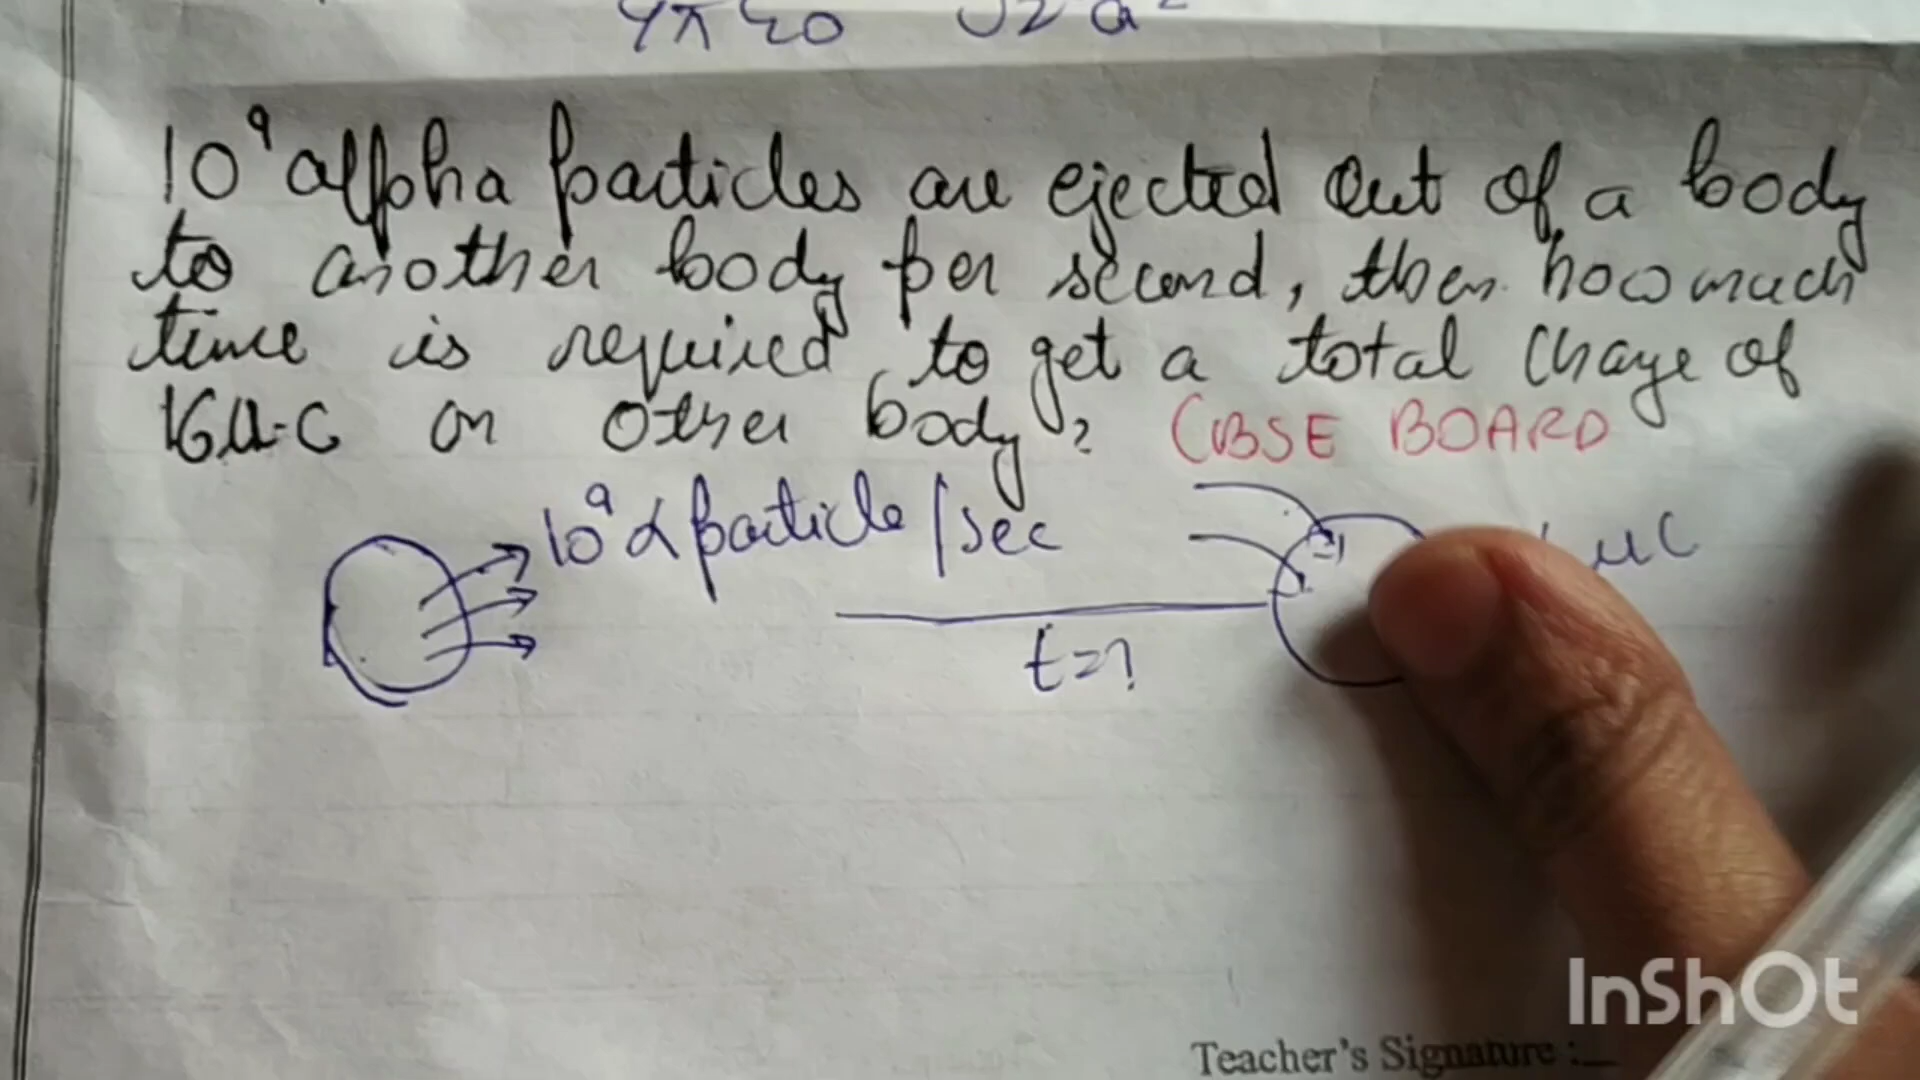 10⁹ alpha particles are ejected out of a body
to another body per second, then how much
time is required to get a total charge of
16μ-C on other body? (CBSE BOARD
10⁹ α particle/sec
μC
t=?
InShOt
Teacher's Signature :